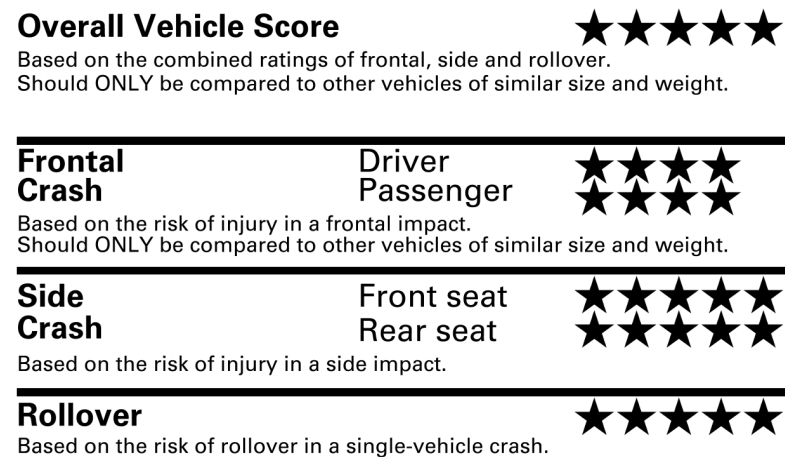 Overall Vehicle Score ★★★★★
Based on the combined ratings of frontal, side and rollover.
Should ONLY be compared to other vehicles of similar size and weight.
Frontal Driver ★★★★
Crash Passenger ★★★★
Based on the risk of injury in a frontal impact.
Should ONLY be compared to other vehicles of similar size and weight.
Side Front seat ★★★★★
Crash Rear seat ★★★★★
Based on the risk of injury in a side impact.
Rollover ★★★★★
Based on the risk of rollover in a single-vehicle crash.